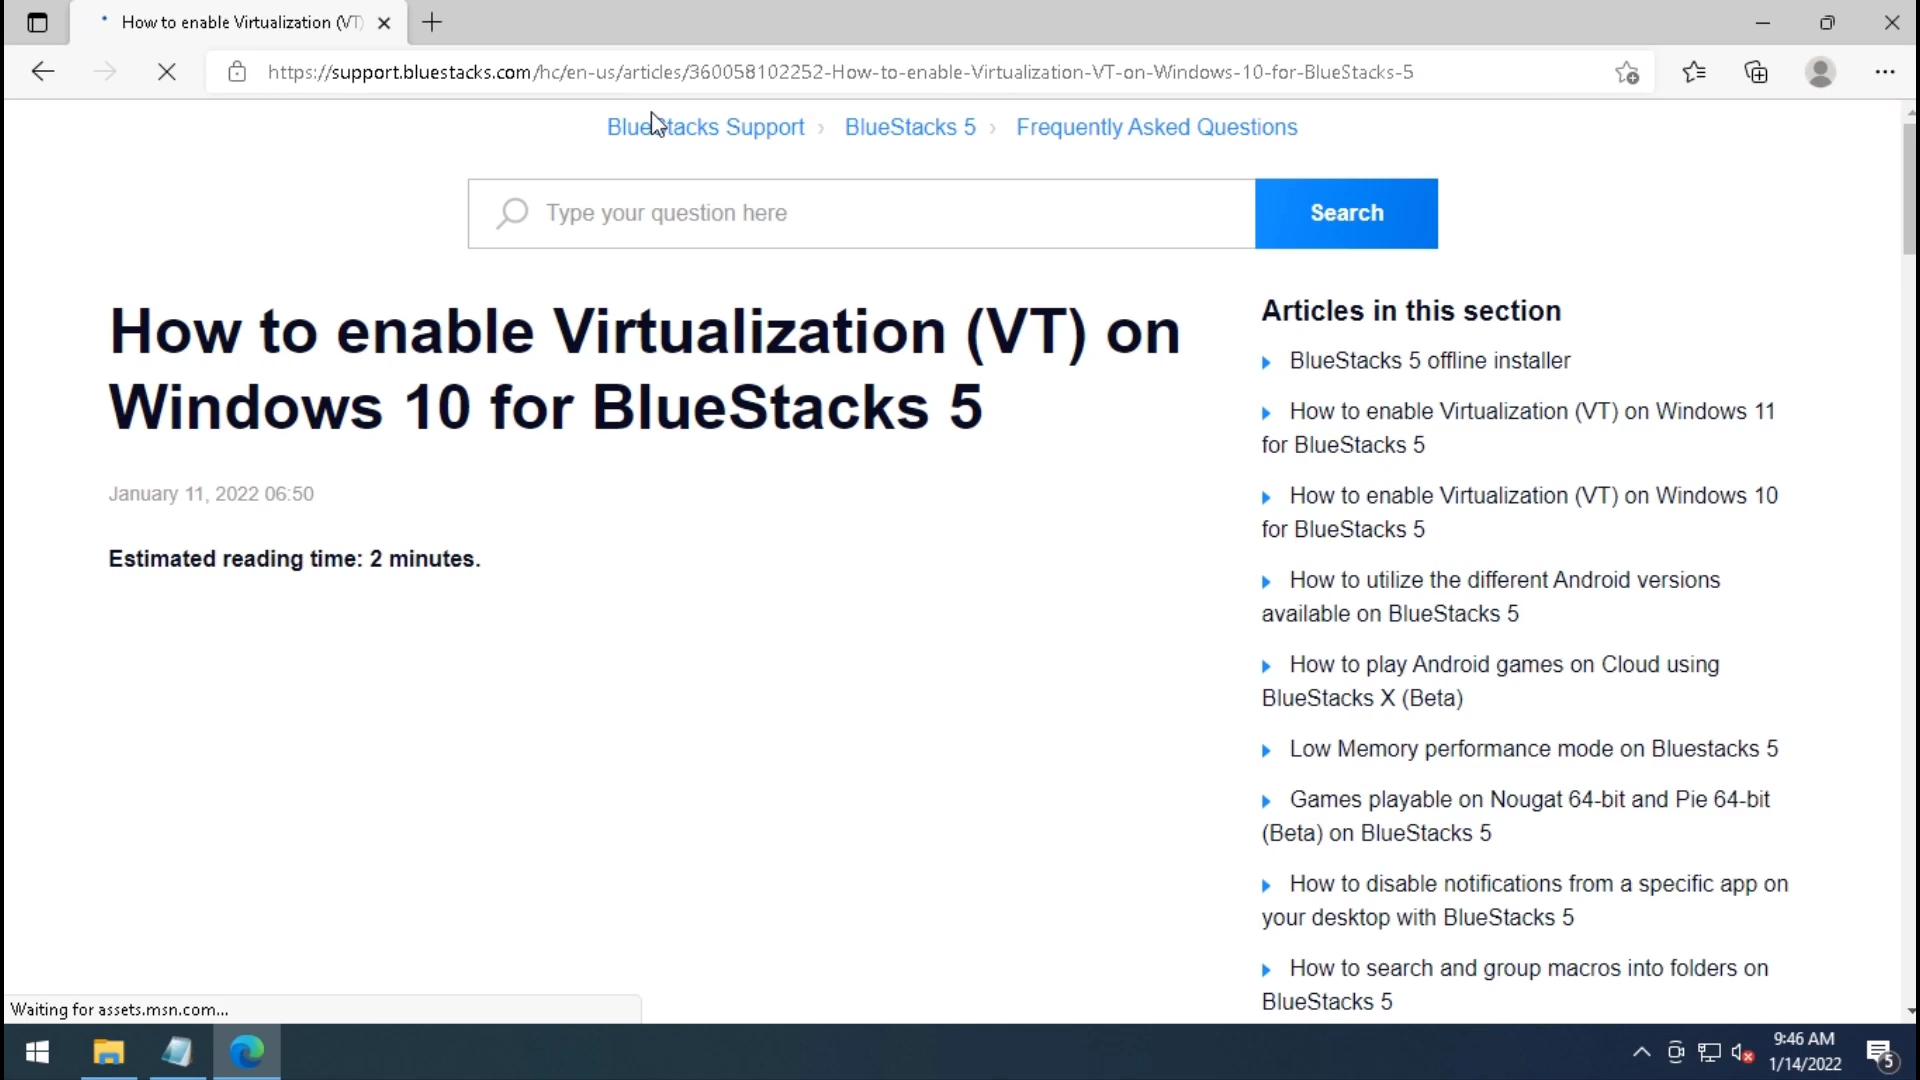 How to enable Virtualization (VT)
https://support.bluestacks.com/hc/en-us/articles/360058102252-How-to-enable-Virtualization-VT-on-Windows-10-for-BlueStacks-5
BlueStacks Support › BlueStacks 5 › Frequently Asked Questions
Type your question here
Search
How to enable Virtualization (VT) on
Windows 10 for BlueStacks 5
January 11, 2022 06:50
Estimated reading time: 2 minutes.
Articles in this section
BlueStacks 5 offline installer
How to enable Virtualization (VT) on Windows 11
for BlueStacks 5
How to enable Virtualization (VT) on Windows 10
for BlueStacks 5
How to utilize the different Android versions
available on BlueStacks 5
How to play Android games on Cloud using
BlueStacks X (Beta)
Low Memory performance mode on Bluestacks 5
Games playable on Nougat 64-bit and Pie 64-bit
(Beta) on BlueStacks 5
How to disable notifications from a specific app on
your desktop with BlueStacks 5
How to search and group macros into folders on
BlueStacks 5
Waiting for assets.msn.com...
9:46 AM
1/14/2022
5